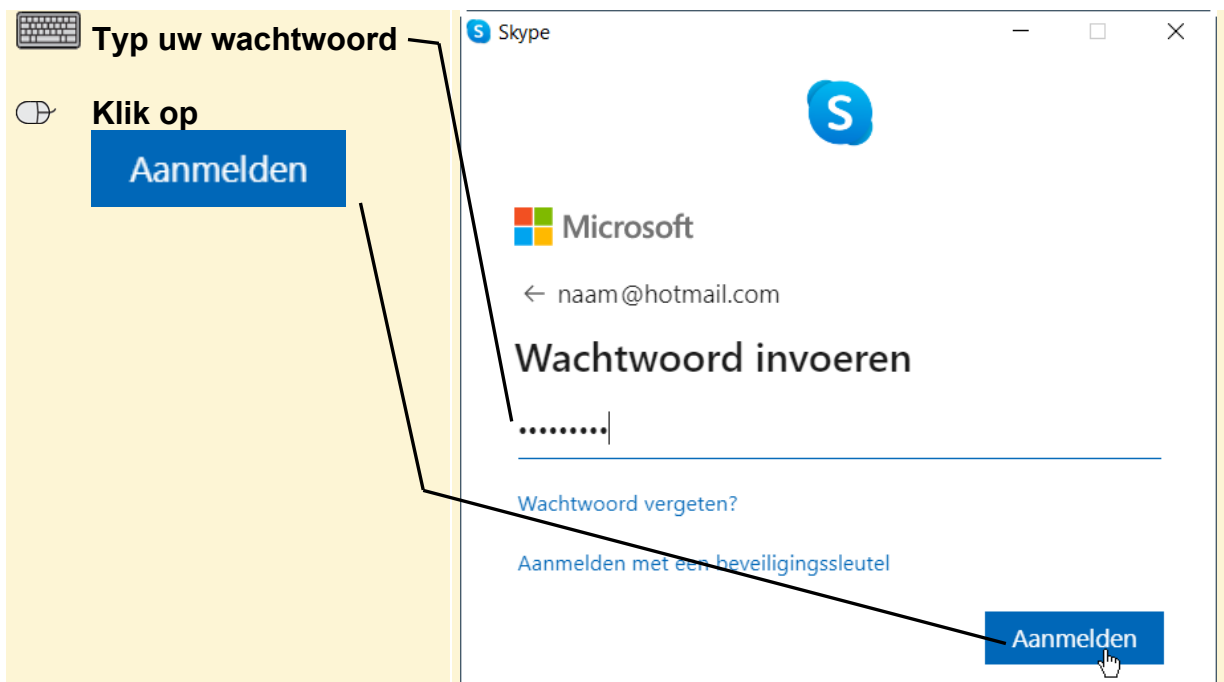 Typ uw wachtwoord
Klik op
Aanmelden
Skype
S
Microsoft
← naam@hotmail.com
Wachtwoord invoeren
•••••••••
Wachtwoord vergeten?
Aanmelden met een beveiligingssleutel
Aanmelden